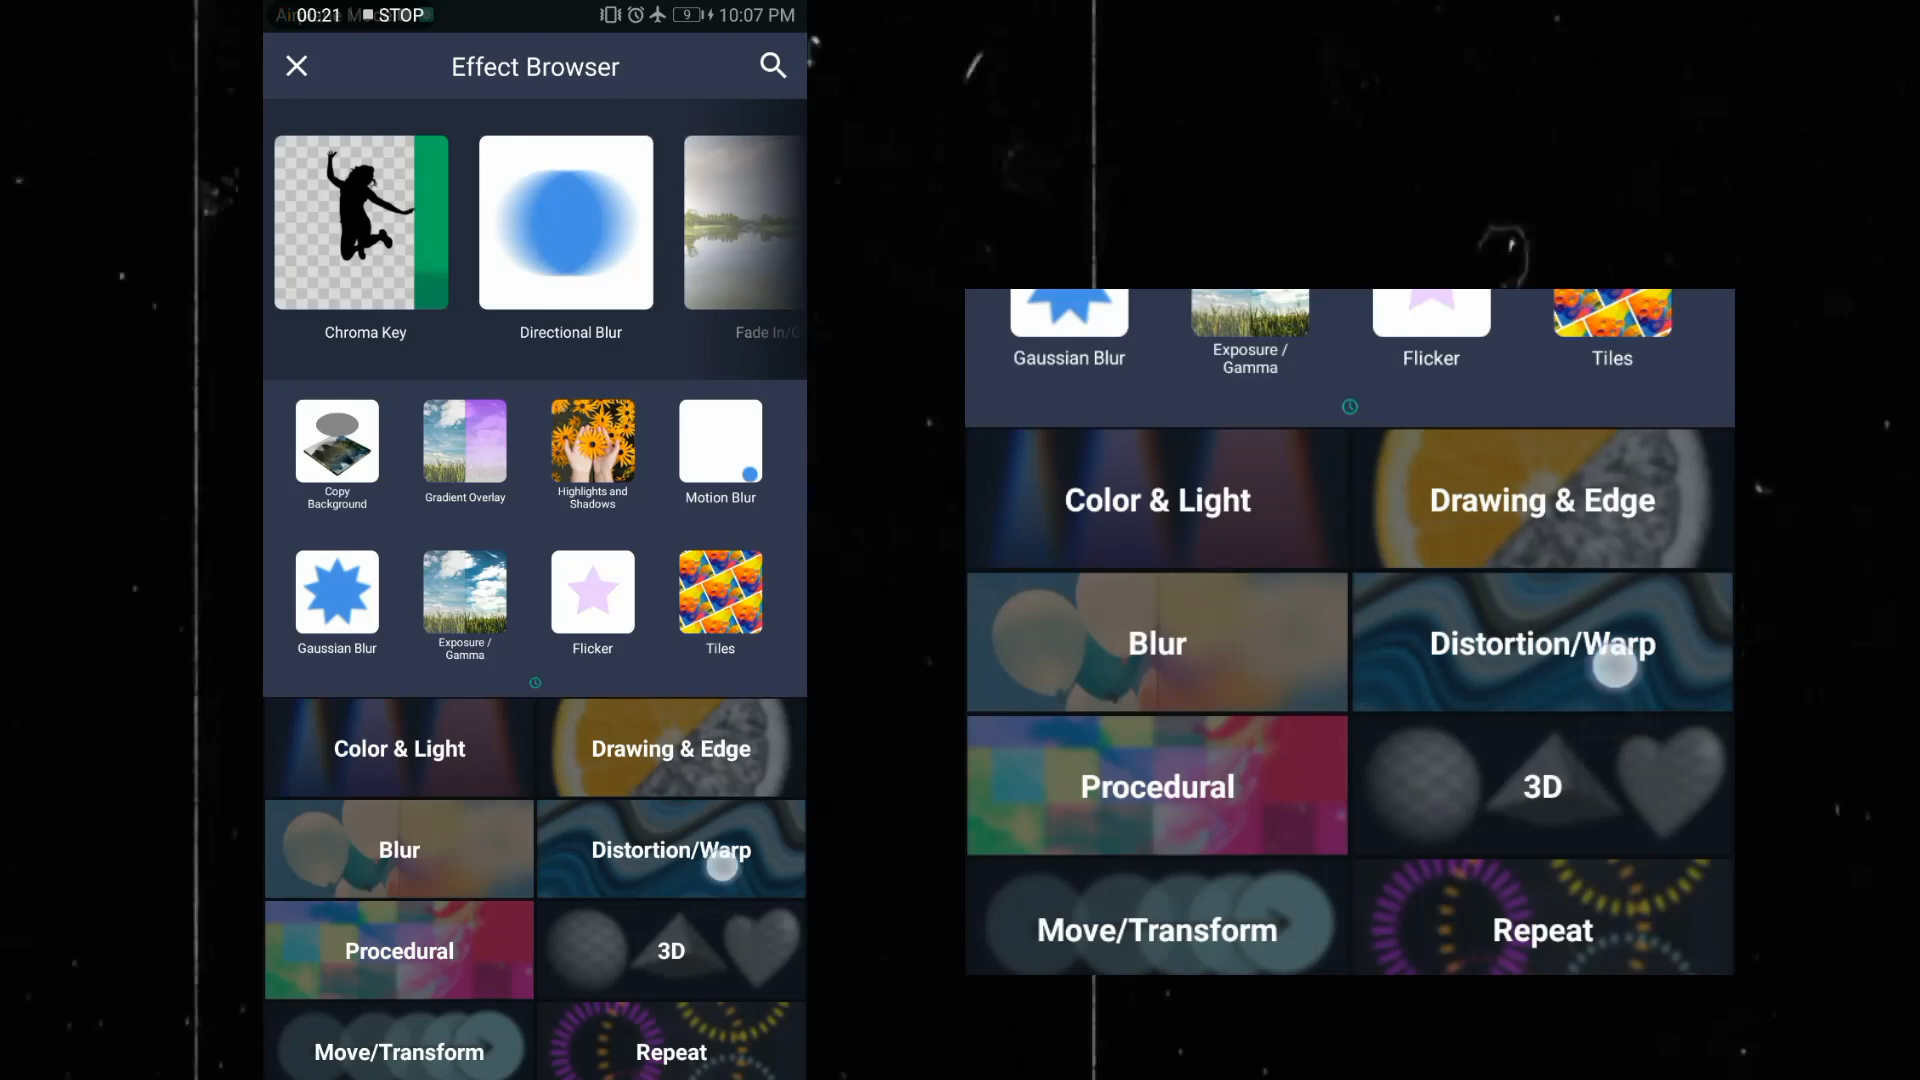 00:21 STOP 9 10:07 PM
Effect Browser
Chroma Key Directional Blur Fade In/
Copy
Background
Gradient Overlay
Highlights and
Shadows
Motion Blur
Gaussian Blur
Exposure /
Gamma
Flicker
Tiles
Color & Light Drawing & Edge
Blur Distortion/Warp
Procedural 3D
Move/Transform Repeat
Gaussian Blur
Exposure /
Gamma
Flicker
Tiles
Color & Light Drawing & Edge
Blur Distortion/Warp
Procedural 3D
Move/Transform Repeat